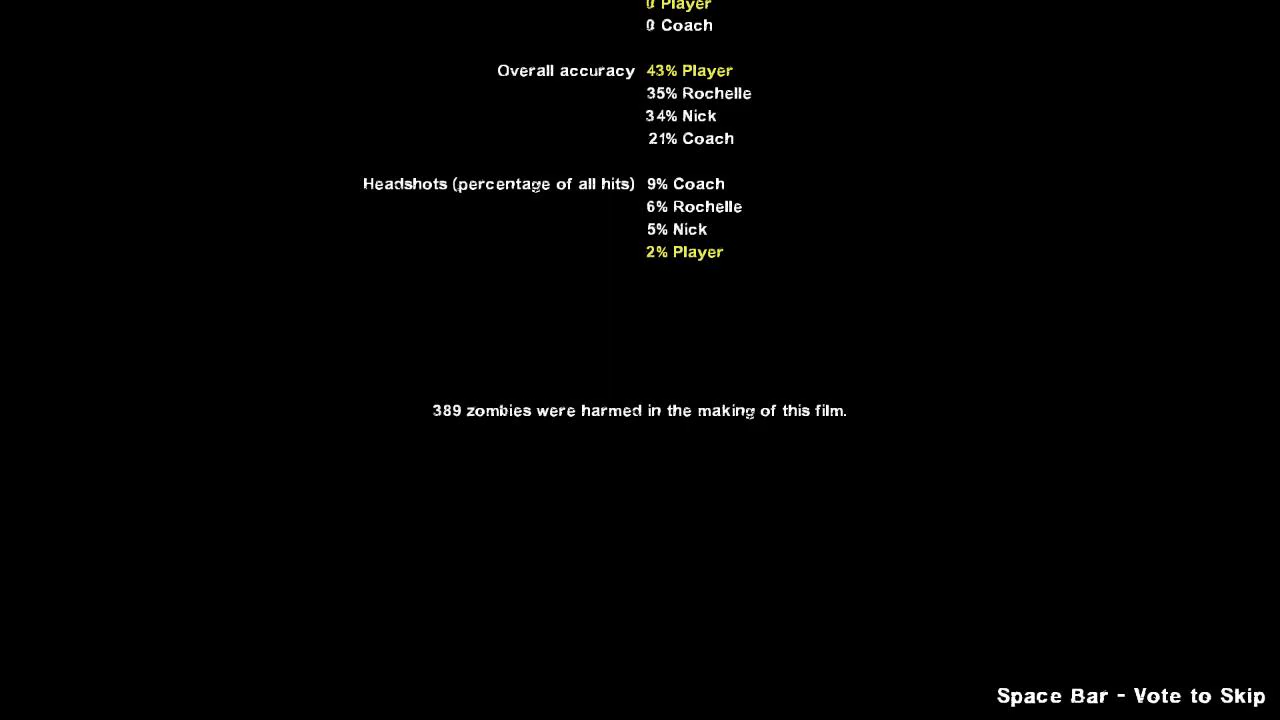 0 Player
0 Coach
Overall accuracy 43% Player
35% Rochelle
34% Nick
21% Coach
Headshots (percentage of all hits) 9% Coach
6% Rochelle
5% Nick
2% Player
389 zombies were harmed in the making of this film.
Space Bar - Vote to Skip